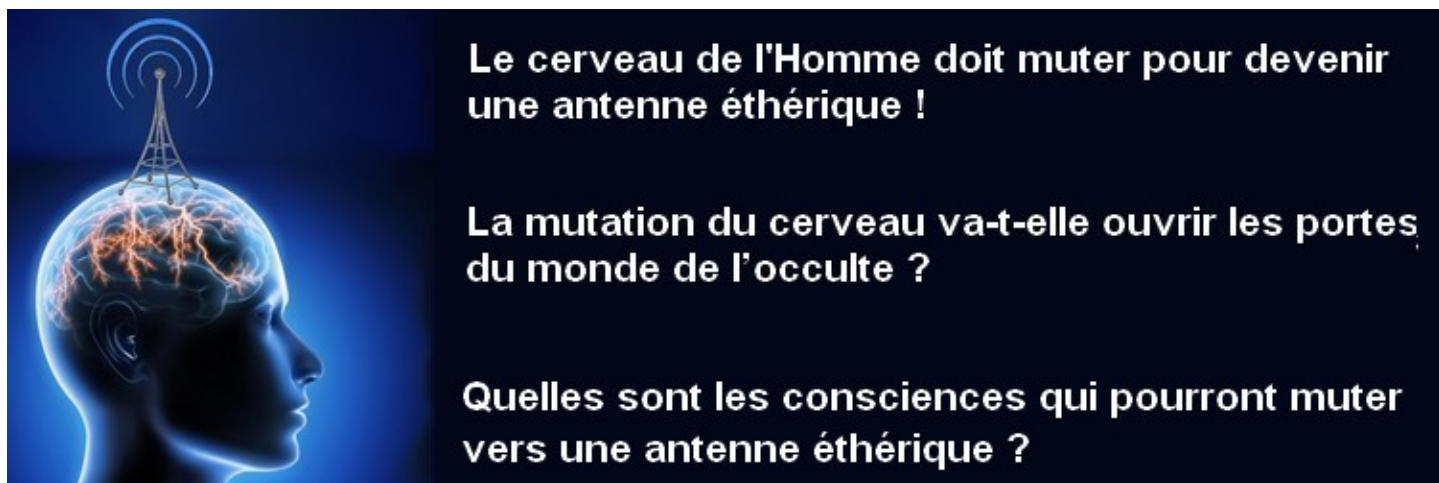 Le cerveau de l'Homme doit muter pour devenir
une antenne éthérique !
La mutation du cerveau va-t-elle ouvrir les portes
du monde de l’occulte ?
Quelles sont les consciences qui pourront muter
vers une antenne éthérique ?